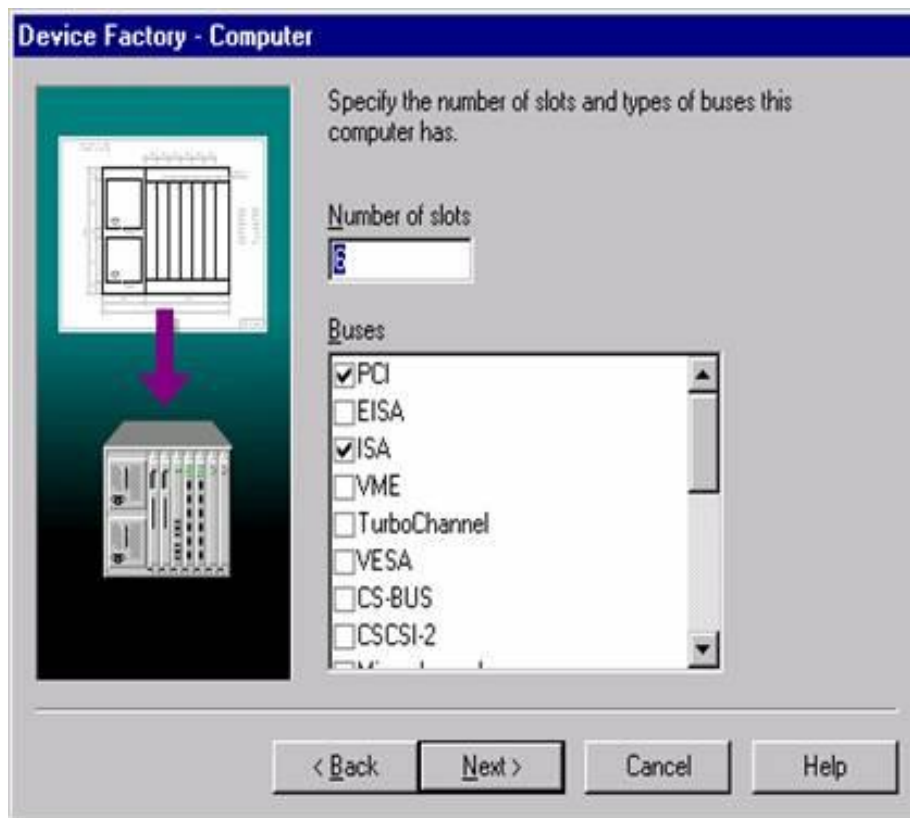 Device Factory - Computer
Specify the number of slots and types of buses this
computer has.
Number of slots
6
Buses
PCI
EISA
ISA
VME
TurboChannel
VESA
CS-BUS
CSCSI-2
< Back
Next >
Cancel
Help